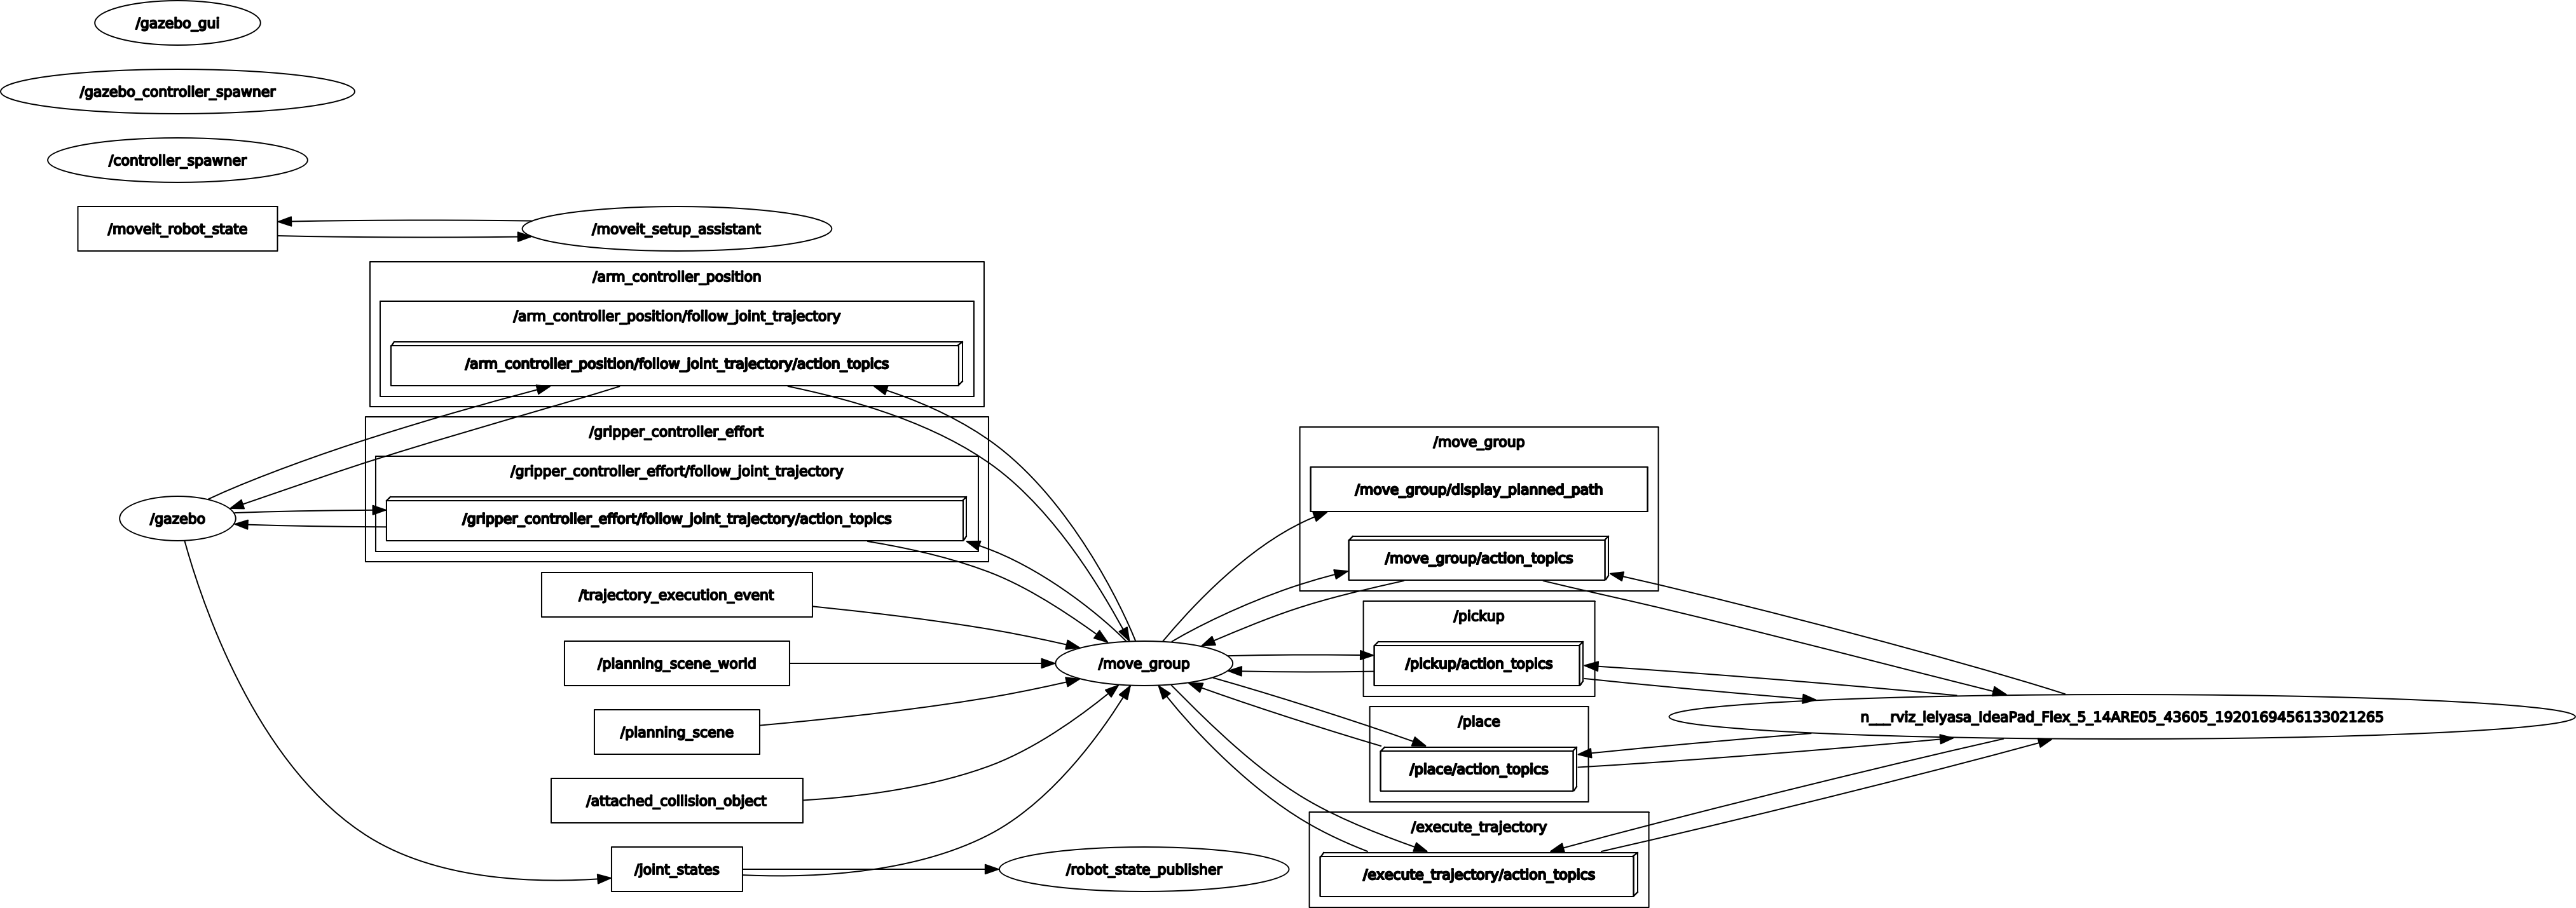 /gazebo_gui
/gazebo_controller_spawner
/controller_spawner
/moveit_robot_state
/moveit_setup_assistant
/arm_controller_position
/arm_controller_position/follow_joint_trajectory
/arm_controller_position/follow_joint_trajectory/action_topics
/gripper_controller_effort
/gripper_controller_effort/follow_joint_trajectory
/gripper_controller_effort/follow_joint_trajectory/action_topics
/gazebo
/trajectory_execution_event
/planning_scene_world
/planning_scene
/attached_collision_object
/joint_states
/move_group
/robot_state_publisher
/move_group
/move_group/display_planned_path
/move_group/action_topics
/pickup
/pickup/action_topics
/place
/place/action_topics
/execute_trajectory
/execute_trajectory/action_topics
n___rviz_lelyasa_IdeaPad_Flex_5_14ARE05_43605_1920169456133021265